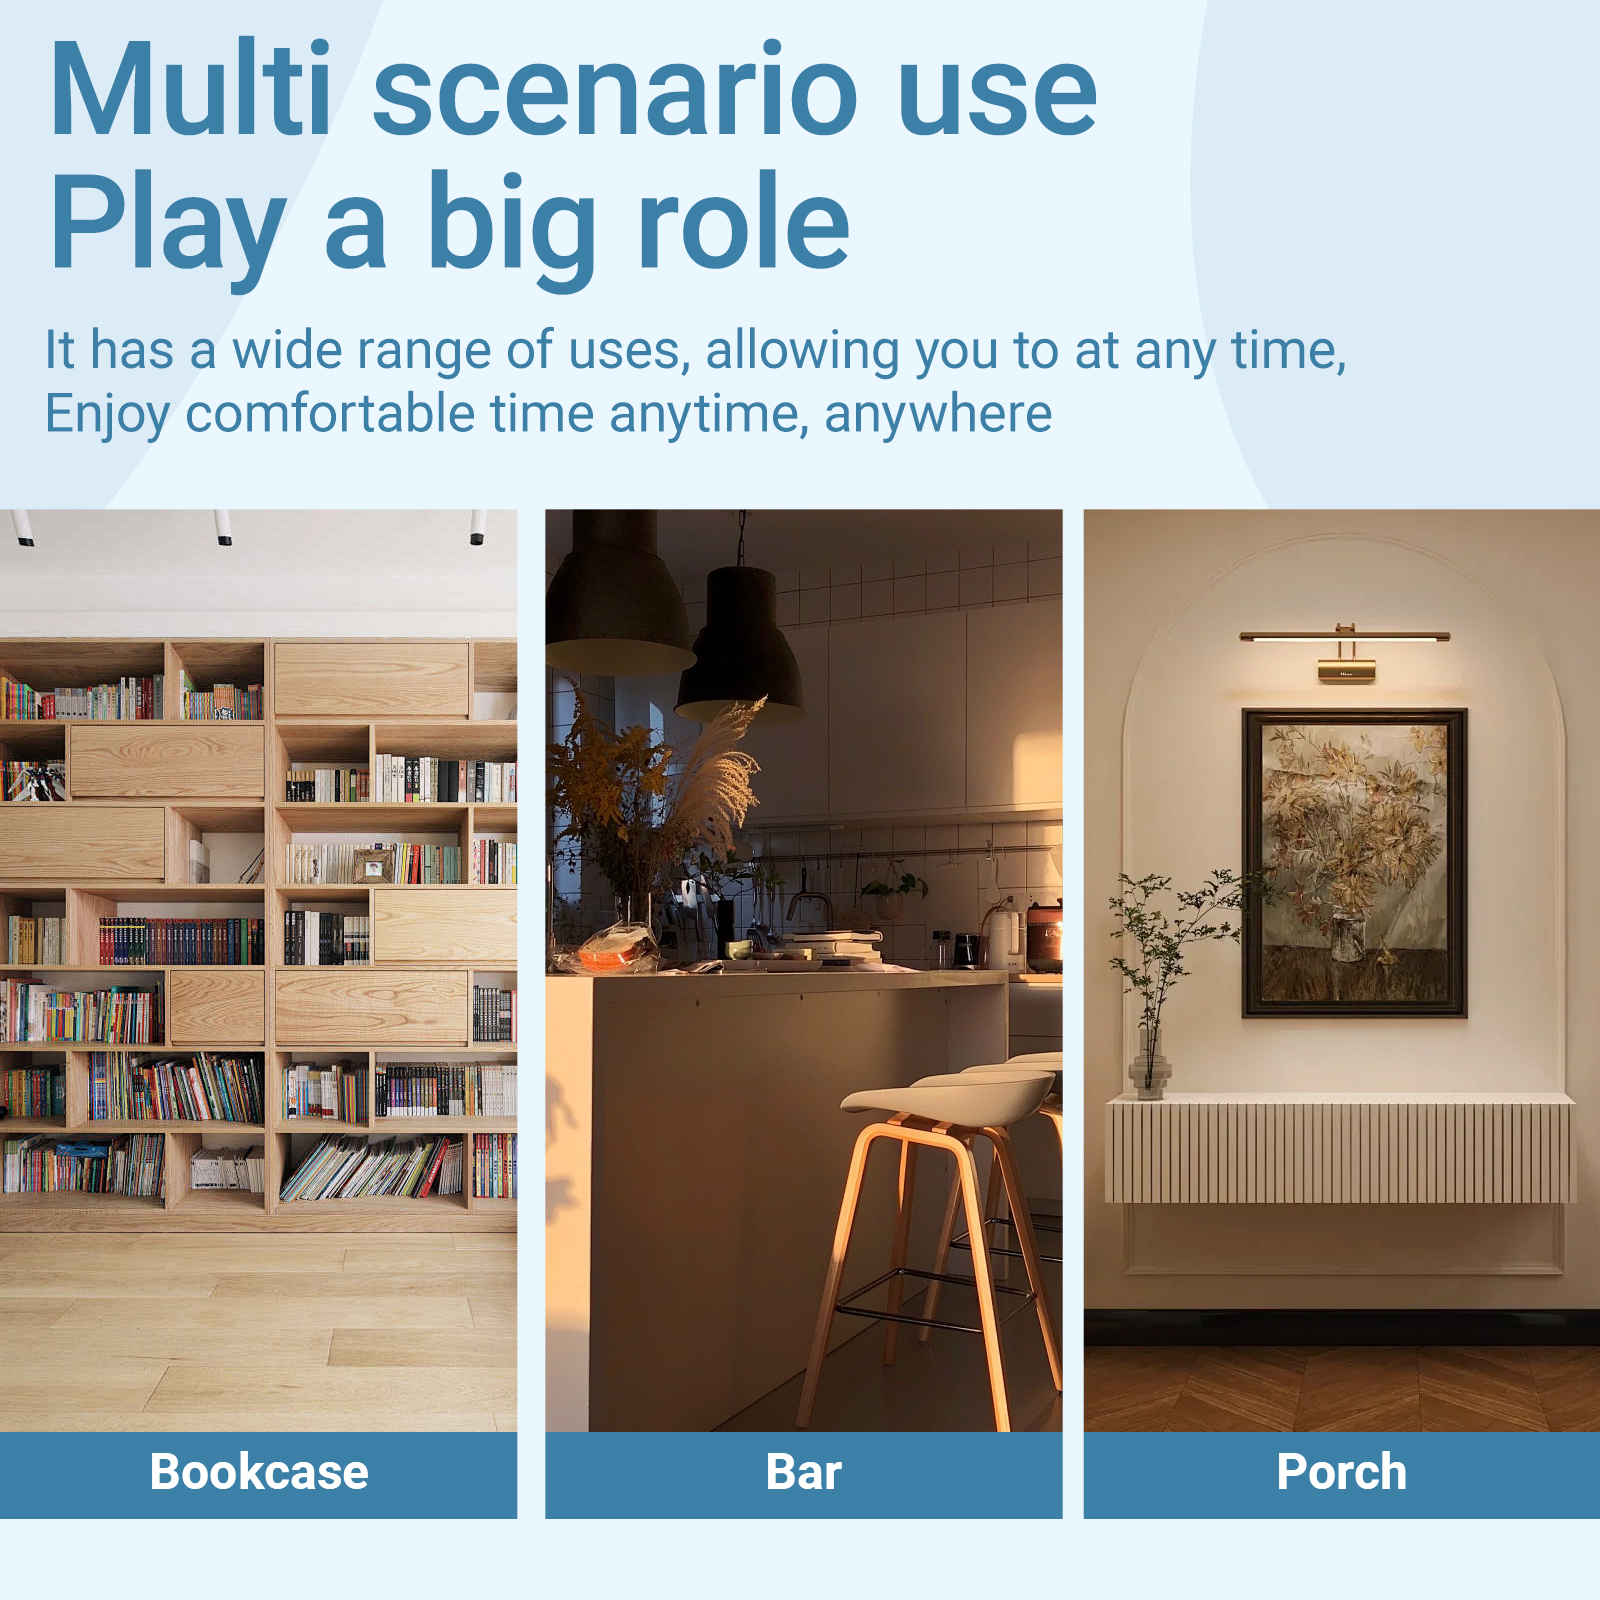 Multi scenario use
Play a big role
It has a wide range of uses, allowing you to at any time,
Enjoy comfortable time anytime, anywhere
Bookcase
Bar
Porch